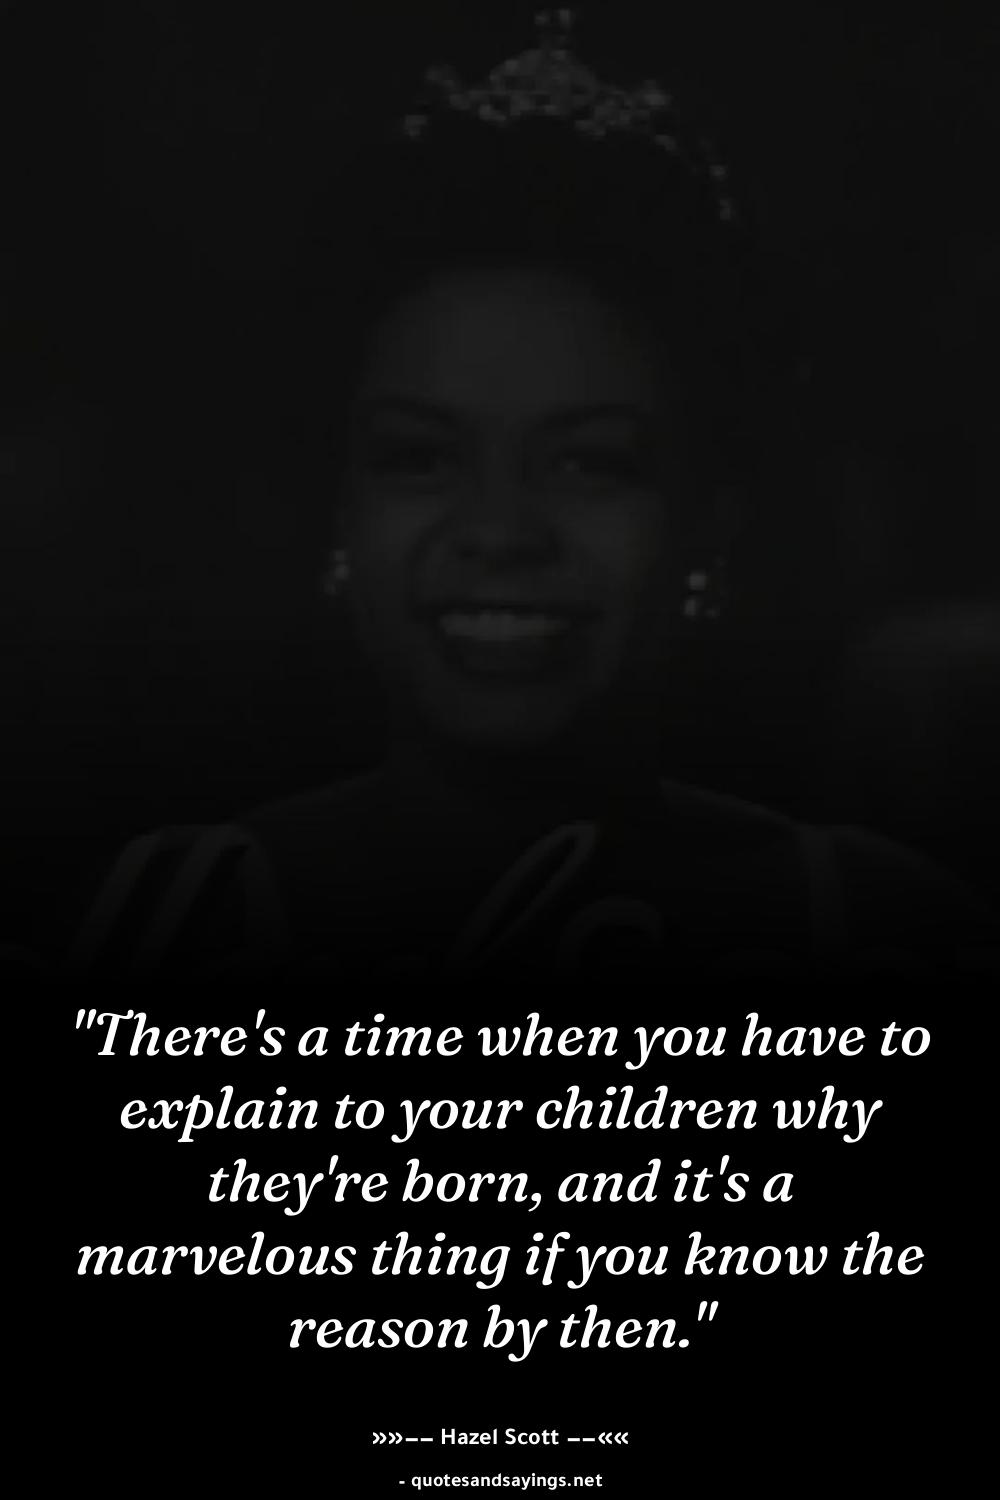 "There's a time when you have to
explain to your children why
they're born, and it's a
marvelous thing if you know the
reason by then."
»»–– Hazel Scott ––««
- quotesandsayings.net